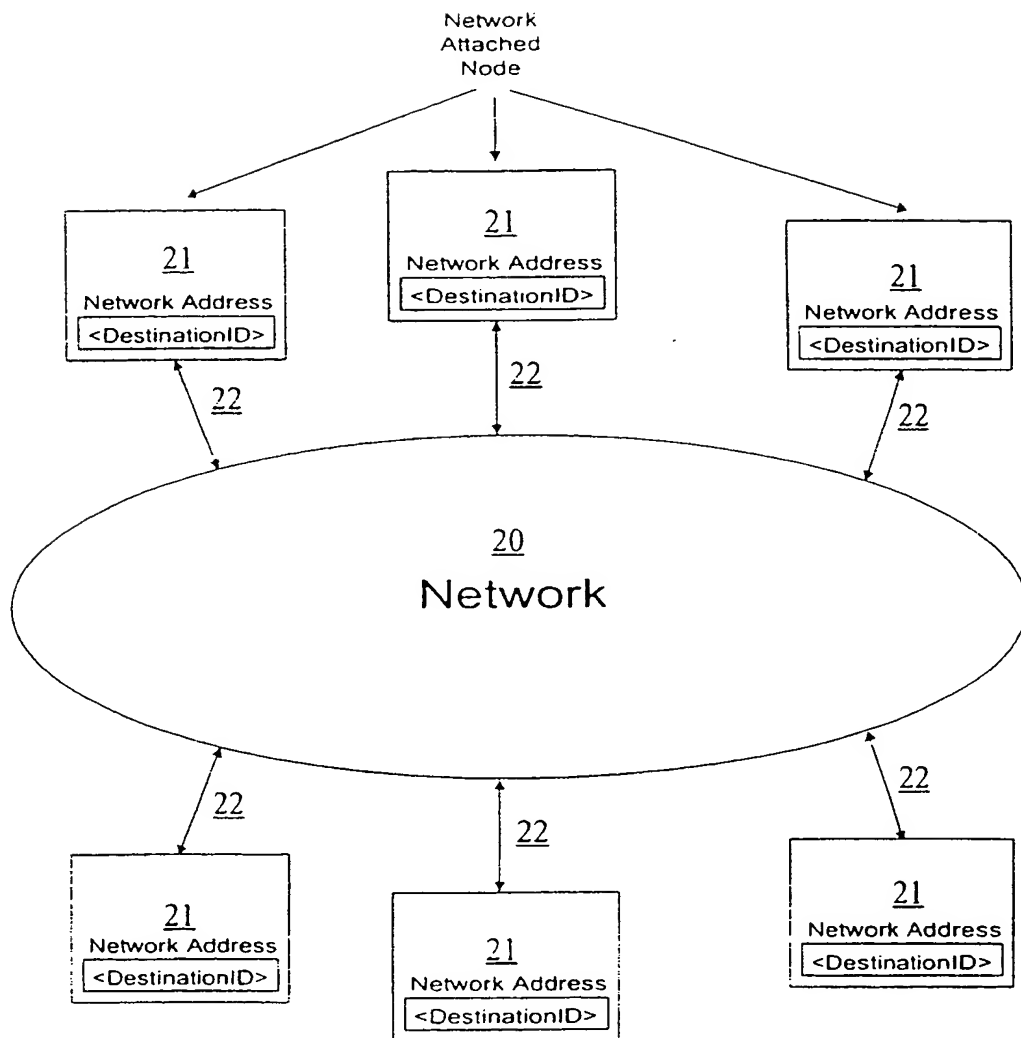 Network
Attached
Node
21
Network Address
<DestinationID>
21
Network Address
<DestinationID>
21
Network Address
<DestinationID>
22
22
22
20
Network
22
22
22
21
Network Address
<DestinationID>
21
Network Address
<DestinationID>
21
Network Address
<DestinationID>